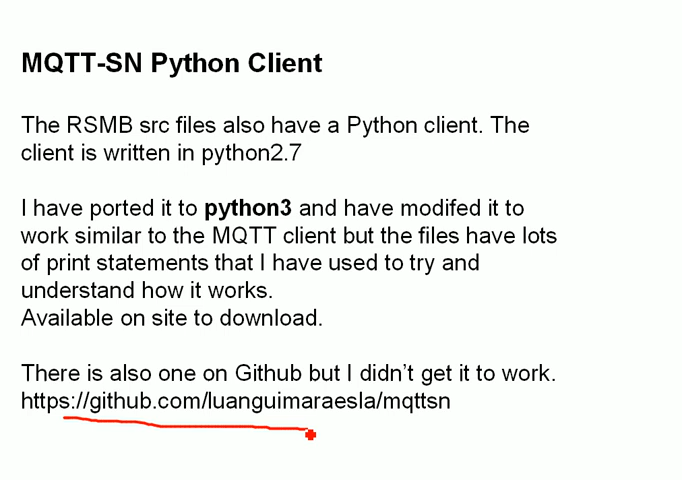 MQTT-SN Python Client
The RSMB src files also have a Python client. The
client is written in python2.7
I have ported it to python3 and have modifed it to
work similar to the MQTT client but the files have lots
of print statements that I have used to try and
understand how it works.
Available on site to download.
There is also one on Github but I didn’t get it to work.
https://github.com/luanguimaraesla/mqttsn